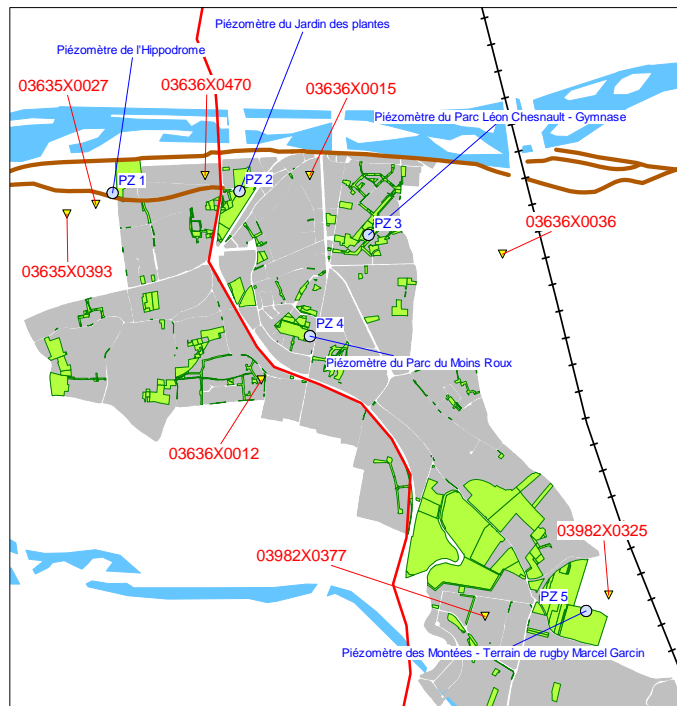 Piézomètre du Jardin des plantes
Piézomètre de l'Hippodrome
03635X0027
03636X0470
03636X0015
Piézomètre du Parc Léon Chesnault - Gymnase
PZ 1
PZ 2
PZ 3
03636X0036
03635X0393
PZ 4
Piézomètre du Parc du Moins Roux
03636X0012
03982X0325
03982X0377
PZ 5
Piézomètre des Montées - Terrain de rugby Marcel Garcin